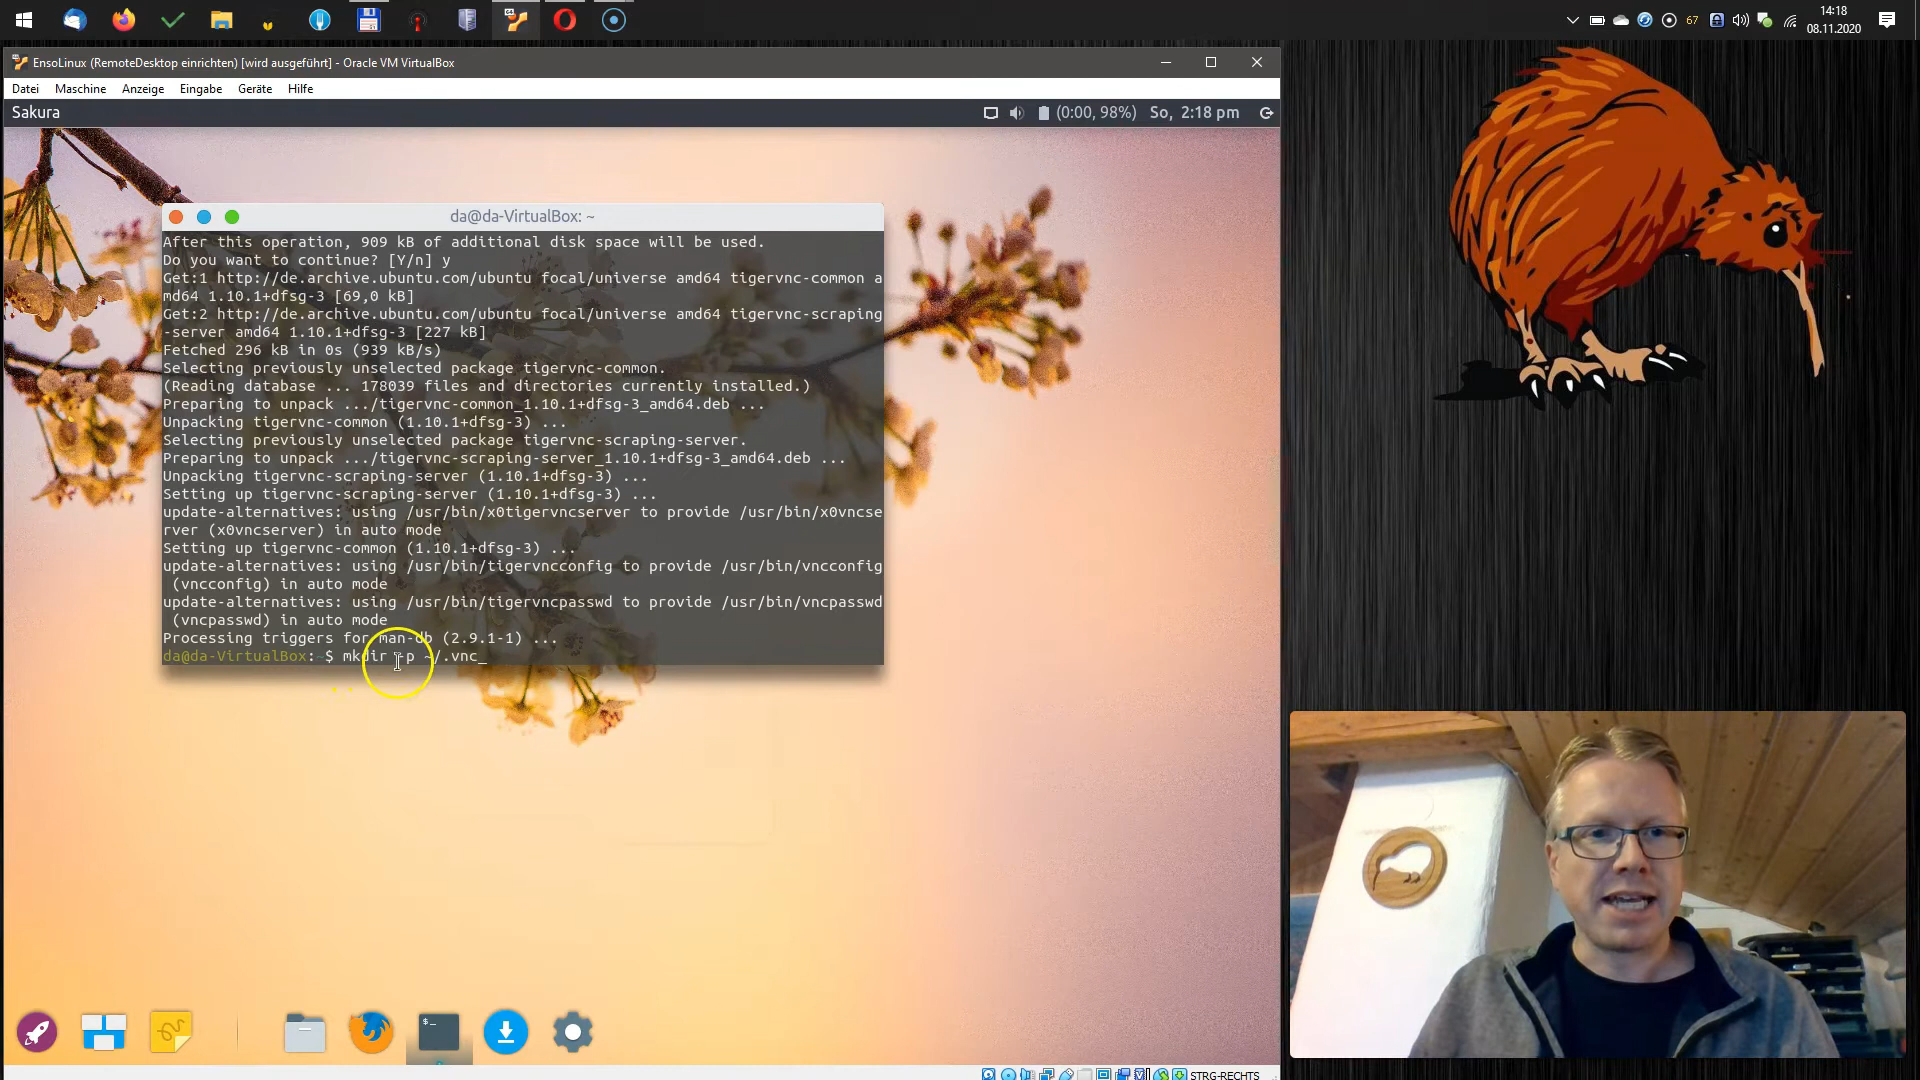 14:18
67
08.11.2020
EnsoLinux (RemoteDesktop einrichten) [wird ausgeführt] - Oracle VM VirtualBox
Datei Maschine Anzeige Eingabe Geräte Hilfe
Sakura (0:00, 98%) So, 2:18 pm
da@da-VirtualBox: ~
After this operation, 909 kB of additional disk space will be used.
Do you want to continue? [Y/n] y
Get:1 http://de.archive.ubuntu.com/ubuntu focal/universe amd64 tigervnc-common a
md64 1.10.1+dfsg-3 [69,0 kB]
Get:2 http://de.archive.ubuntu.com/ubuntu focal/universe amd64 tigervnc-scraping
-server amd64 1.10.1+dfsg-3 [227 kB]
Fetched 296 kB in 0s (939 kB/s)
Selecting previously unselected package tigervnc-common.
(Reading database ... 178039 files and directories currently installed.)
Preparing to unpack .../tigervnc-common_1.10.1+dfsg-3_amd64.deb ...
Unpacking tigervnc-common (1.10.1+dfsg-3) ...
Selecting previously unselected package tigervnc-scraping-server.
Preparing to unpack .../tigervnc-scraping-server_1.10.1+dfsg-3_amd64.deb ...
Unpacking tigervnc-scraping-server (1.10.1+dfsg-3) ...
Setting up tigervnc-scraping-server (1.10.1+dfsg-3) ...
update-alternatives: using /usr/bin/x0tigervncserver to provide /usr/bin/x0vncse
rver (x0vncserver) in auto mode
Setting up tigervnc-common (1.10.1+dfsg-3) ...
update-alternatives: using /usr/bin/tigervncconfig to provide /usr/bin/vncconfig
(vncconfig) in auto mode
update-alternatives: using /usr/bin/tigervncpasswd to provide /usr/bin/vncpasswd
(vncpasswd) in auto mode
Processing triggers for man-db (2.9.1-1) ...
da@da-VirtualBox:~$ mkdir -p ~/.vnc_
$_
STRG-RECHTS